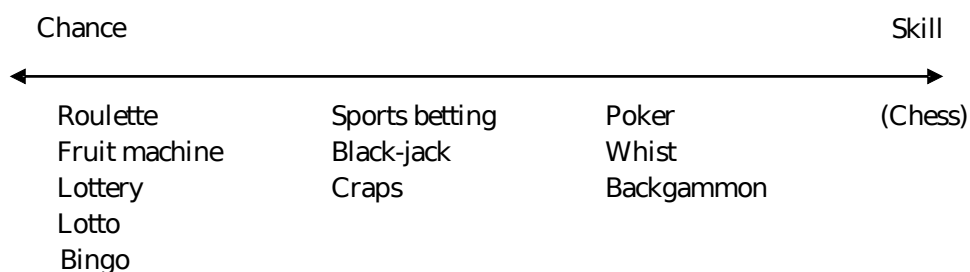 Chance Skill
Roulette Sports betting Poker (Chess)
Fruit machine Black-jack Whist
Lottery Craps Backgammon
Lotto
Bingo